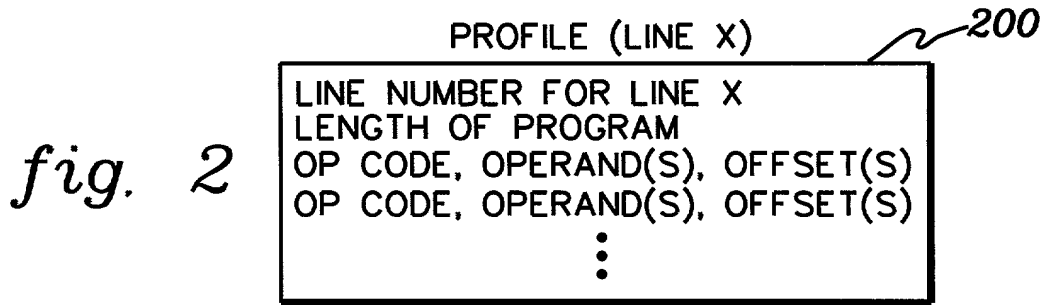 PROFILE (LINE X)
200
LINE NUMBER FOR LINE X
LENGTH OF PROGRAM
OP CODE, OPERAND(S), OFFSET(S)
OP CODE, OPERAND(S), OFFSET(S)
fig. 2